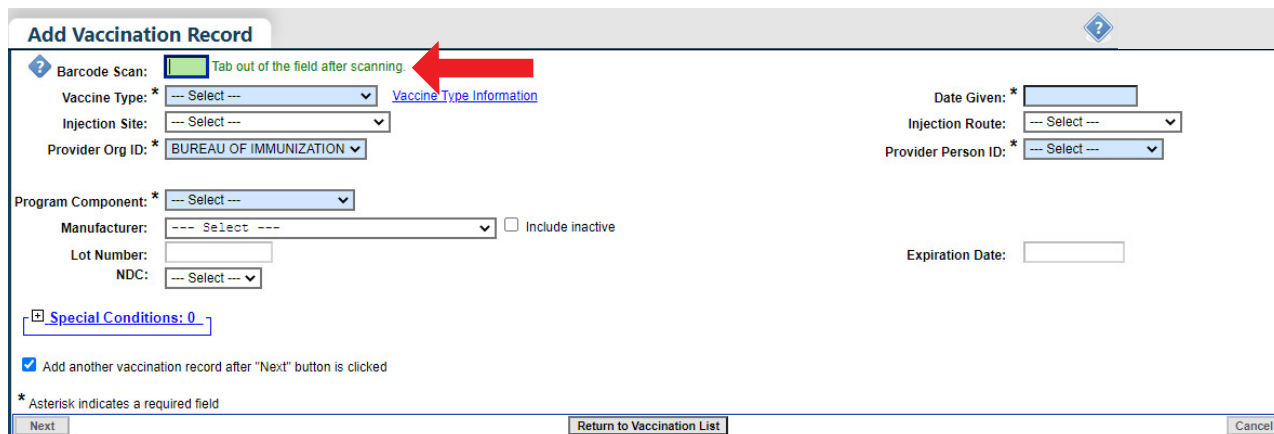 Add Vaccination Record ?
? Barcode Scan: Tab out of the field after scanning.
Vaccine Type: * --- Select --- Vaccine Type Information Date Given: *
Injection Site: --- Select --- Injection Route: --- Select ---
Provider Org ID: * BUREAU OF IMMUNIZATION Provider Person ID: * --- Select ---
Program Component: * --- Select ---
Manufacturer: --- Select --- Include inactive
Lot Number: Expiration Date:
NDC: --- Select ---
+ Special Conditions: 0
Add another vaccination record after "Next" button is clicked
* Asterisk indicates a required field
Next Return to Vaccination List Cancel